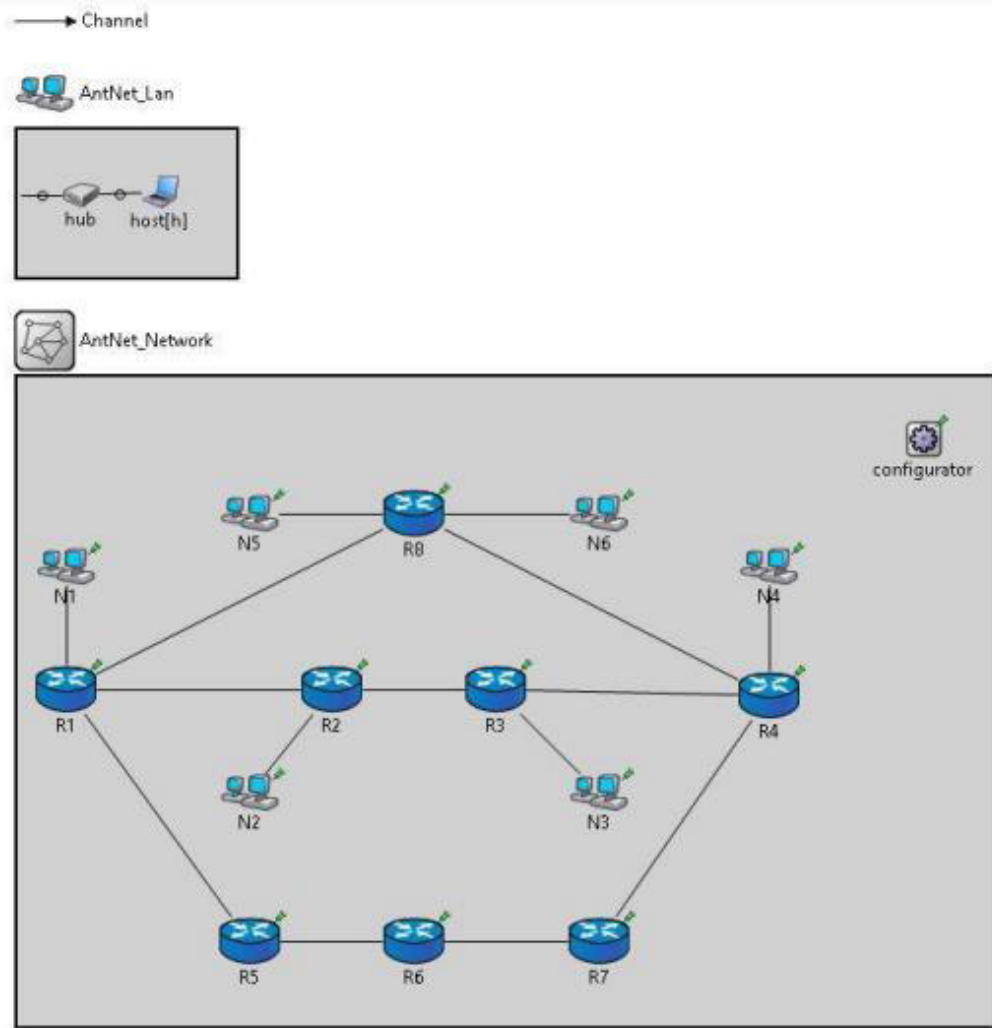 Channel
AntNet_Lan
hub host[h]
AntNet_Network
configurator
N5 N6
R8
N1 N4
R1 R2 R3 R4
N2 N3
R5 R6 R7